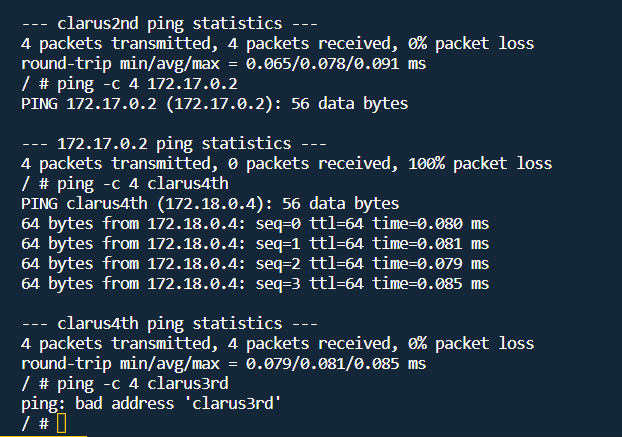 --- clarus2nd ping statistics ---
4 packets transmitted, 4 packets received, 0% packet loss
round-trip min/avg/max = 0.065/0.078/0.091 ms
/ # ping -c 4 172.17.0.2
PING 172.17.0.2 (172.17.0.2): 56 data bytes
--- 172.17.0.2 ping statistics ---
4 packets transmitted, 0 packets received, 100% packet loss
/ # ping -c 4 clarus4th
PING clarus4th (172.18.0.4): 56 data bytes
64 bytes from 172.18.0.4: seq=0 ttl=64 time=0.080 ms
64 bytes from 172.18.0.4: seq=1 ttl=64 time=0.081 ms
64 bytes from 172.18.0.4: seq=2 ttl=64 time=0.079 ms
64 bytes from 172.18.0.4: seq=3 ttl=64 time=0.085 ms
--- clarus4th ping statistics ---
4 packets transmitted, 4 packets received, 0% packet loss
round-trip min/avg/max = 0.079/0.081/0.085 ms
/ # ping -c 4 clarus3rd
ping: bad address 'clarus3rd'
/ #